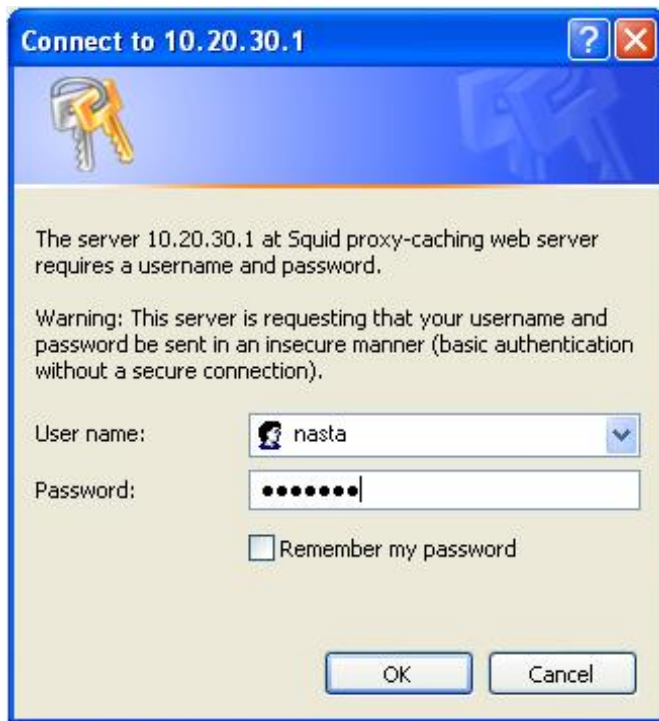 Connect to 10.20.30.1
The server 10.20.30.1 at Squid proxy-caching web server
requires a username and password.
Warning: This server is requesting that your username and
password be sent in an insecure manner (basic authentication
without a secure connection).
User name:
nasta
Password:
●●●●●●●
Remember my password
OK
Cancel